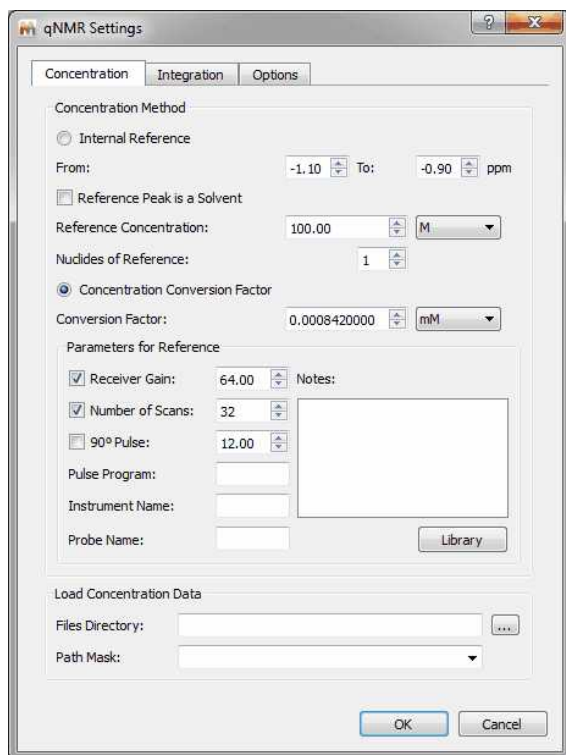 qNMR Settings
Concentration Integration Options
Concentration Method
Internal Reference
From: -1.10 To: -0.90 ppm
Reference Peak is a Solvent
Reference Concentration: 100.00 M
Nuclides of Reference: 1
Concentration Conversion Factor
Conversion Factor: 0.0008420000 mM
Parameters for Reference
Receiver Gain: 64.00 Notes:
Number of Scans: 32
90º Pulse: 12.00
Pulse Program:
Instrument Name:
Probe Name: Library
Load Concentration Data
Files Directory: ...
Path Mask:
OK Cancel